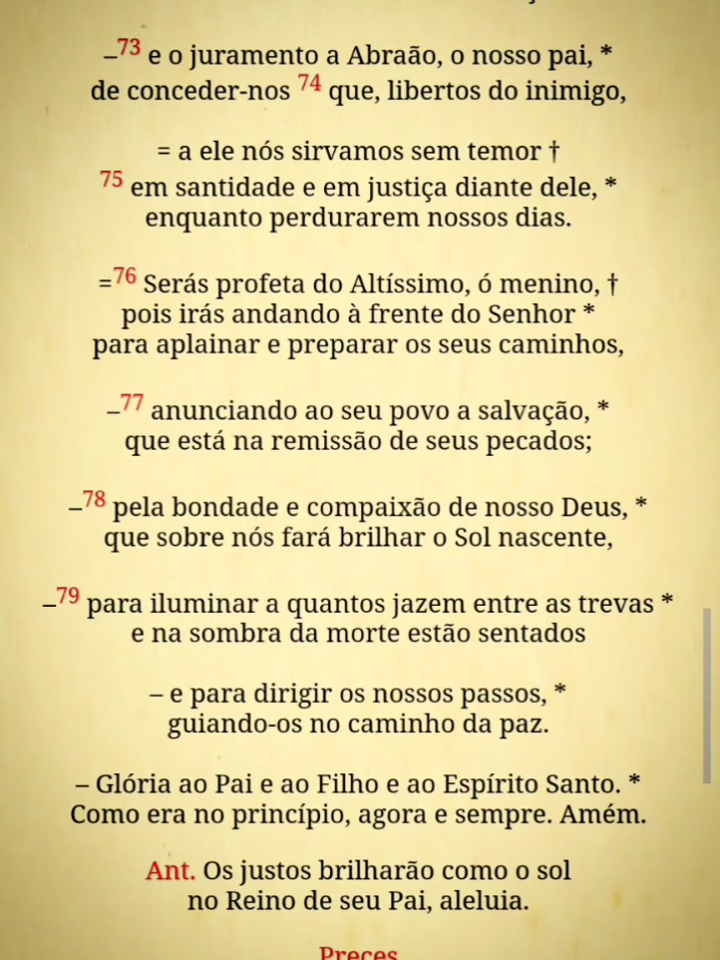 –73 e o juramento a Abraão, o nosso pai, *
de conceder-nos 74 que, libertos do inimigo,
= a ele nós sirvamos sem temor †
75 em santidade e em justiça diante dele, *
enquanto perdurarem nossos dias.
=76 Serás profeta do Altíssimo, ó menino, †
pois irás andando à frente do Senhor *
para aplainar e preparar os seus caminhos,
–77 anunciando ao seu povo a salvação, *
que está na remissão de seus pecados;
–78 pela bondade e compaixão de nosso Deus, *
que sobre nós fará brilhar o Sol nascente,
–79 para iluminar a quantos jazem entre as trevas *
e na sombra da morte estão sentados
– e para dirigir os nossos passos, *
guiando-os no caminho da paz.
– Glória ao Pai e ao Filho e ao Espírito Santo. *
Como era no princípio, agora e sempre. Amém.
Ant. Os justos brilharão como o sol
no Reino de seu Pai, aleluia.
Preces